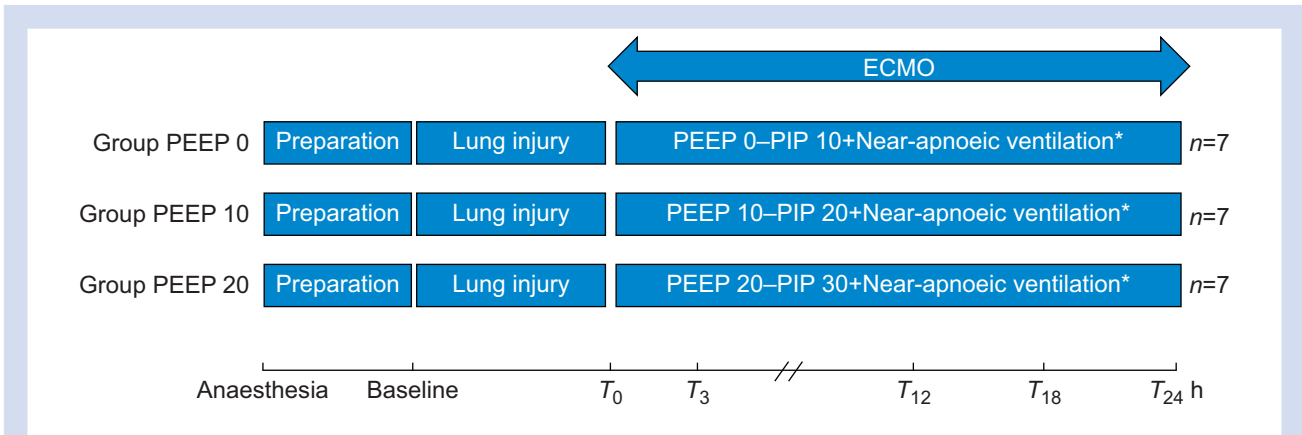 ECMO
Group PEEP 0 Preparation Lung injury PEEP 0–PIP 10+Near-apnoeic ventilation* n=7
Group PEEP 10 Preparation Lung injury PEEP 10–PIP 20+Near-apnoeic ventilation* n=7
Group PEEP 20 Preparation Lung injury PEEP 20–PIP 30+Near-apnoeic ventilation* n=7
Anaesthesia Baseline T0 T3 T12 T18 T24 h